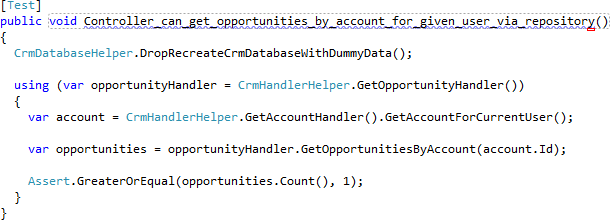 [Test]
public void Controller_can_get_opportunities_by_account_for_given_user_via_repository()
{
  CrmDatabaseHelper.DropRecreateCrmDatabaseWithDummyData();

  using (var opportunityHandler = CrmHandlerHelper.GetOpportunityHandler())
  {
    var account = CrmHandlerHelper.GetAccountHandler().GetAccountForCurrentUser();

    var opportunities = opportunityHandler.GetOpportunitiesByAccount(account.Id);

    Assert.GreaterOrEqual(opportunities.Count(), 1);
  }
}